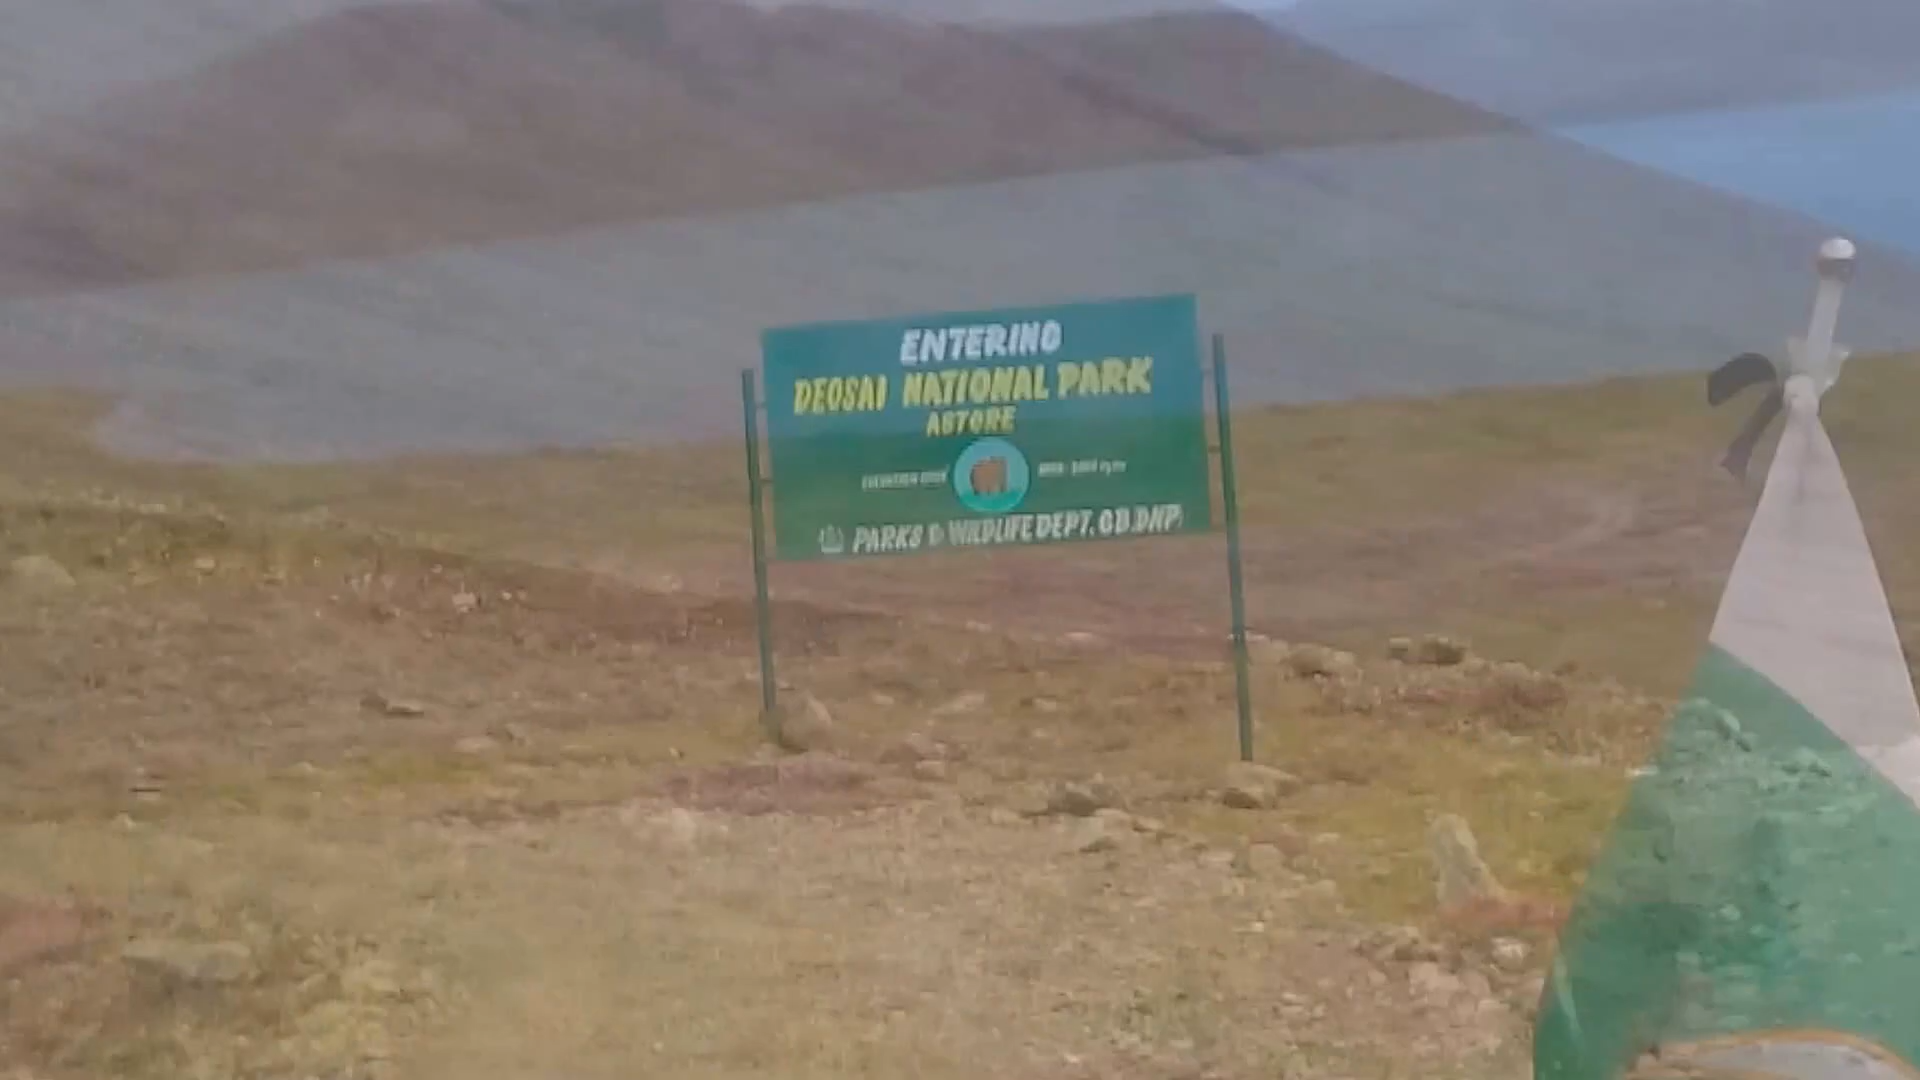 ENTERING
DEOSAI NATIONAL PARK
ASTORE
PARKS & WILDLIFE DEPT. GB.DNP.